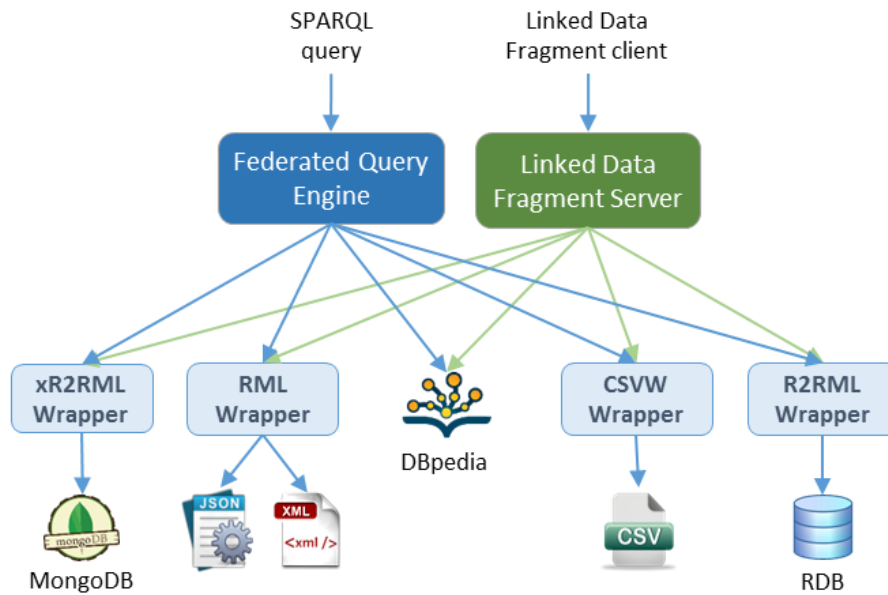 SPARQL
query
Linked Data
Fragment client
Federated Query
Engine
Linked Data
Fragment Server
xR2RML
Wrapper
RML
Wrapper
CSVW
Wrapper
R2RML
Wrapper
DBpedia
mongoDB
JSON
XML
<xml />
CSV
MongoDB
RDB